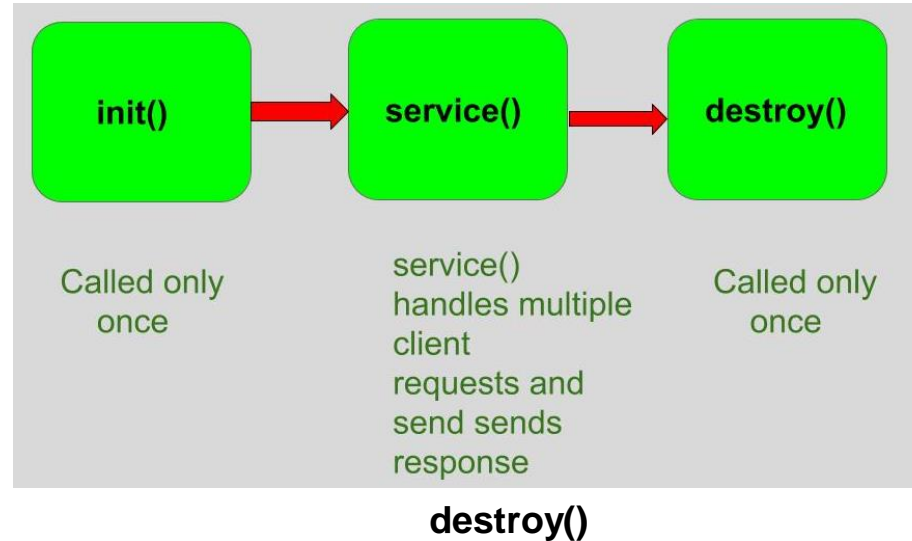 init()
service()
destroy()
Called only
once
service()
handles multiple
client
requests and
send sends
response
Called only
once
destroy()